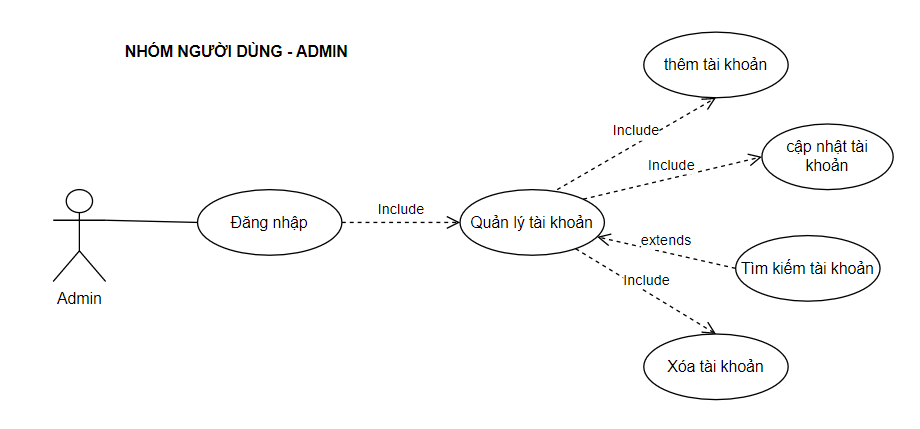 NHÓM NGƯỜI DÙNG - ADMIN
thêm tài khoản
Include
cập nhật tài
khoản
Include
Include
Đăng nhập
Quản lý tài khoản
extends
Tìm kiếm tài khoản
Include
Admin
Xóa tài khoản